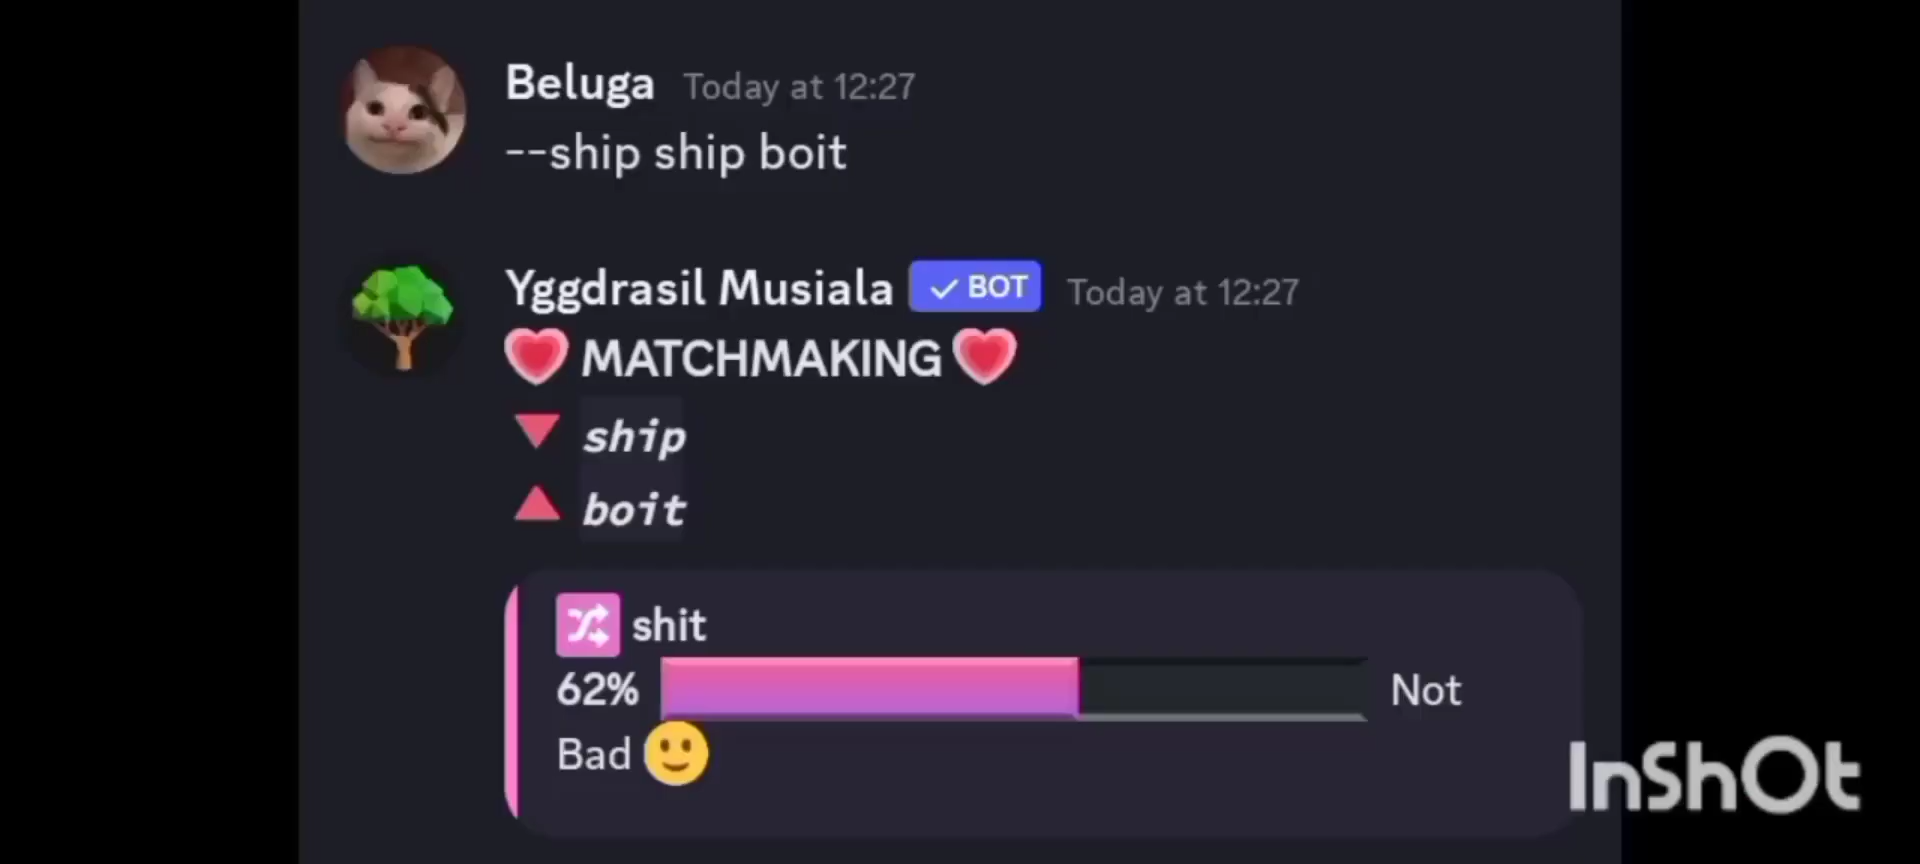 Beluga Today at 12:27
--ship ship boit
Yggdrasil Musiala ✓ BOT Today at 12:27
MATCHMAKING
ship
boit
shit
62% Not
Bad
InShOt